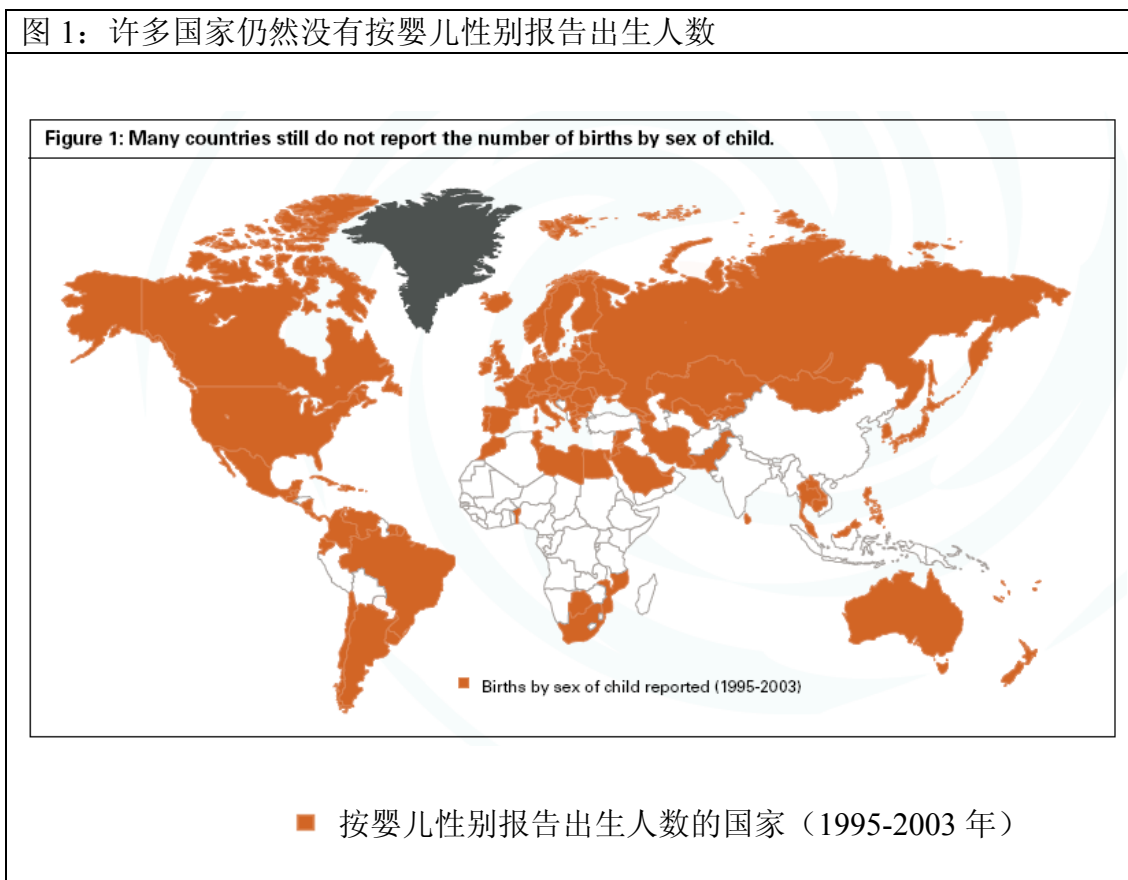 图 1：许多国家仍然没有按婴儿性别报告出生人数
Figure 1: Many countries still do not report the number of births by sex of child.
Births by sex of child reported (1995-2003)
按婴儿性别报告出生人数的国家（1995-2003 年）